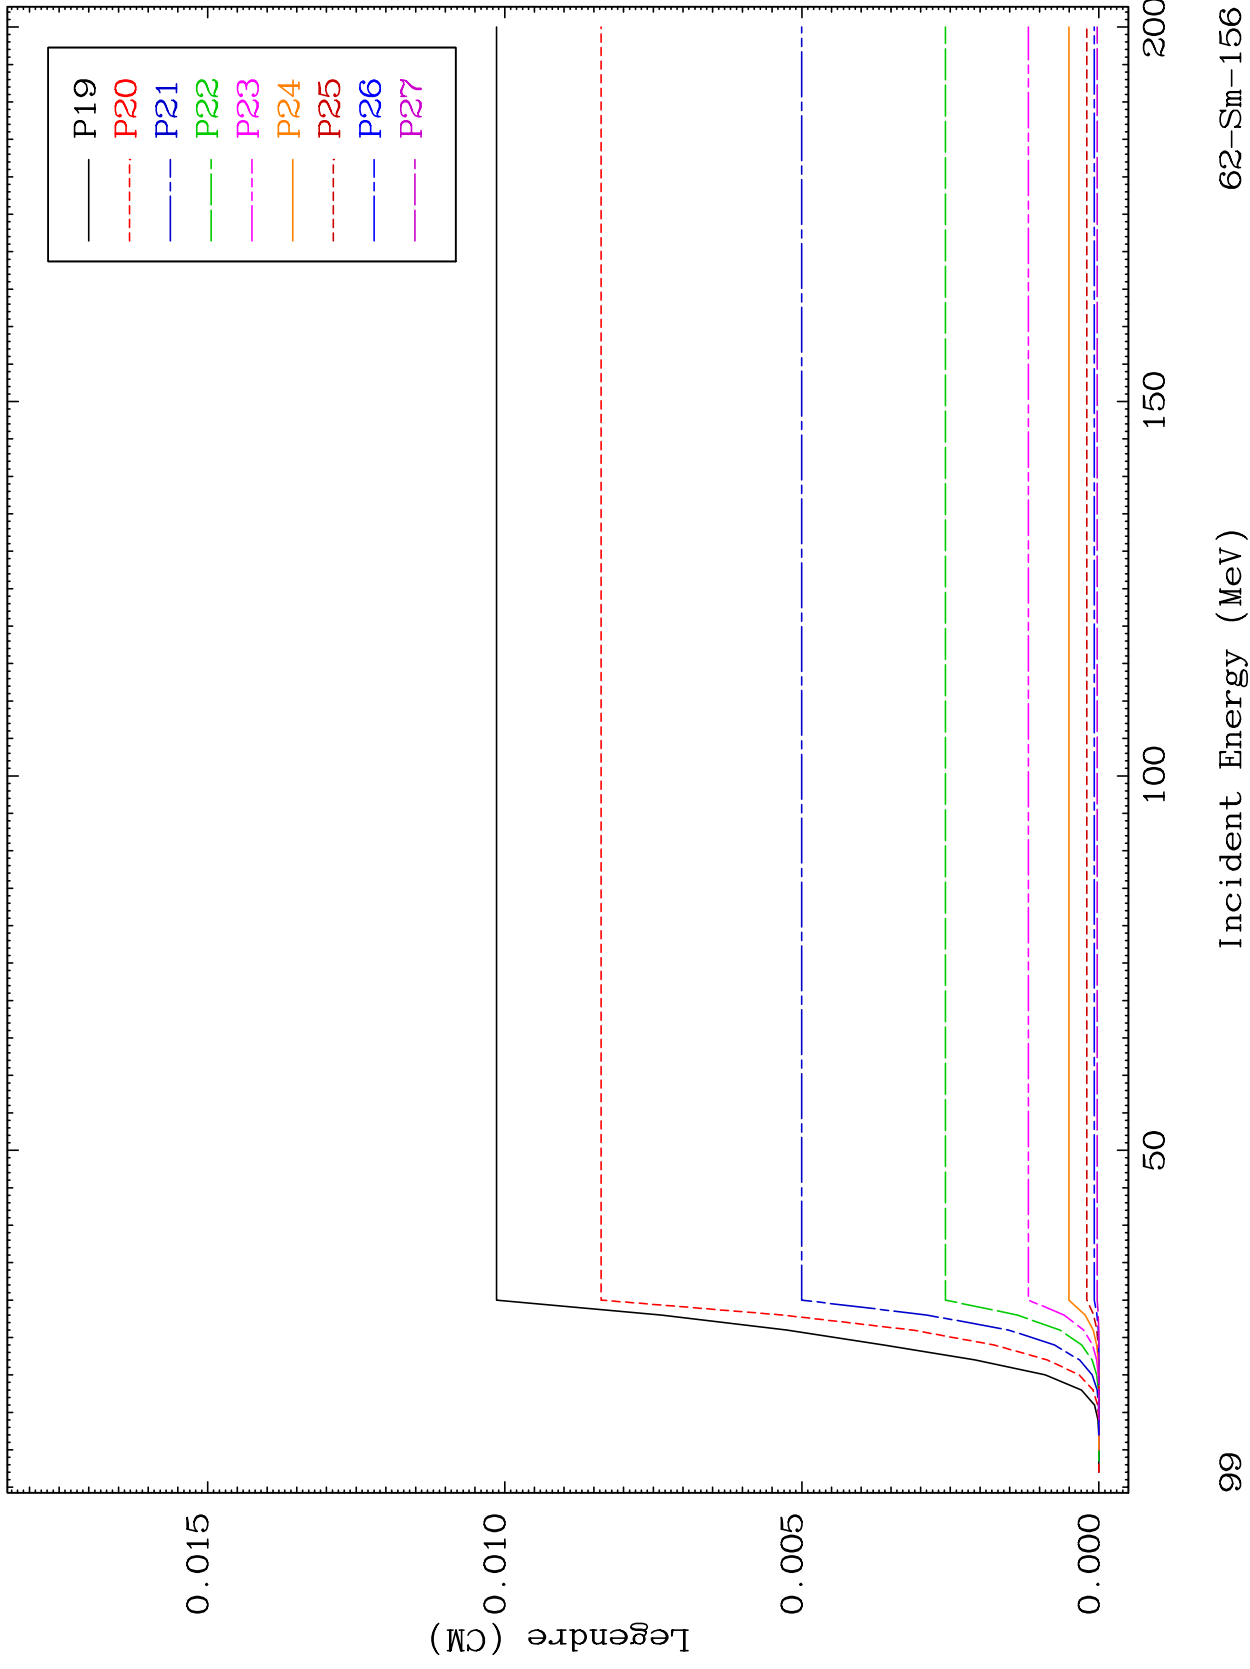 P19
P20
P21
P22
P23
P24
P25
P26
P27
Legendre (CM)
0.015
0.010
0.005
0.000
50
100
150
200
99
Incident Energy (MeV)
62-Sm-156